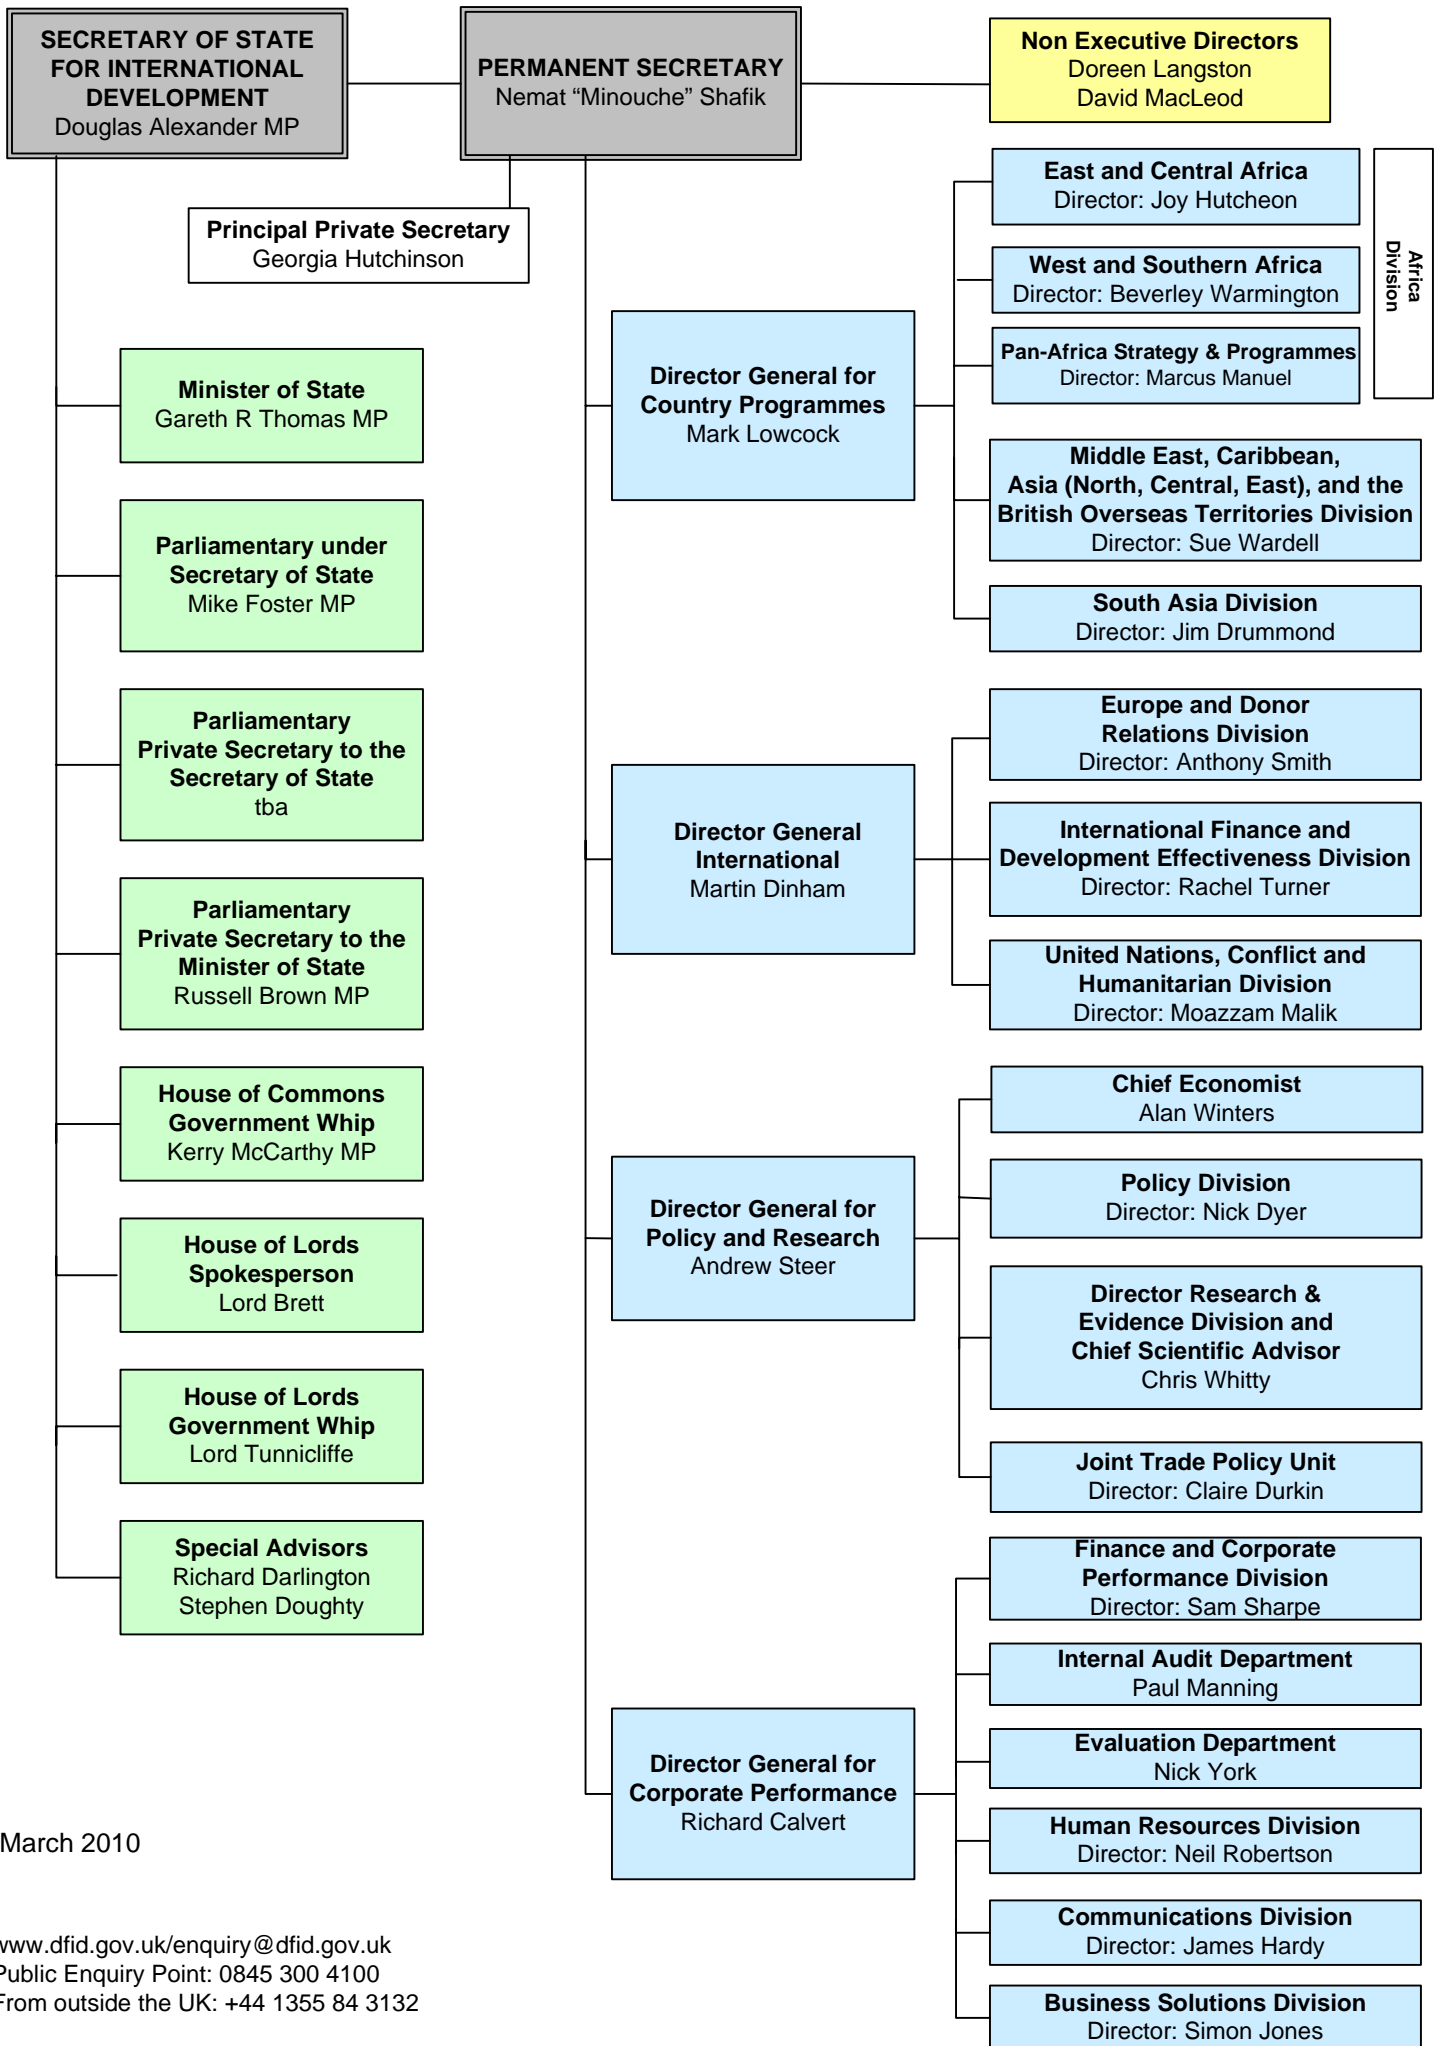 SECRETARY OF STATE
FOR INTERNATIONAL
DEVELOPMENT
Douglas Alexander MP
PERMANENT SECRETARY
Nemat “Minouche” Shafik
Non Executive Directors
Doreen Langston
David MacLeod
Principal Private Secretary
Georgia Hutchinson
Minister of State
Gareth R Thomas MP
Parliamentary under
Secretary of State
Mike Foster MP
Parliamentary
Private Secretary to the
Secretary of State
tba
Parliamentary
Private Secretary to the
Minister of State
Russell Brown MP
House of Commons
Government Whip
Kerry McCarthy MP
House of Lords
Spokesperson
Lord Brett
House of Lords
Government Whip
Lord Tunnicliffe
Special Advisors
Richard Darlington
Stephen Doughty
Director General for
Country Programmes
Mark Lowcock
East and Central Africa
Director: Joy Hutcheon
West and Southern Africa
Director: Beverley Warmington
Pan-Africa Strategy & Programmes
Director: Marcus Manuel
Africa
Division
Middle East, Caribbean,
Asia (North, Central, East), and the
British Overseas Territories Division
Director: Sue Wardell
South Asia Division
Director: Jim Drummond
Director General
International
Martin Dinham
Europe and Donor
Relations Division
Director: Anthony Smith
International Finance and
Development Effectiveness Division
Director: Rachel Turner
United Nations, Conflict and
Humanitarian Division
Director: Moazzam Malik
Director General for
Policy and Research
Andrew Steer
Chief Economist
Alan Winters
Policy Division
Director: Nick Dyer
Director Research &
Evidence Division and
Chief Scientific Advisor
Chris Whitty
Joint Trade Policy Unit
Director: Claire Durkin
Director General for
Corporate Performance
Richard Calvert
Finance and Corporate
Performance Division
Director: Sam Sharpe
Internal Audit Department
Paul Manning
Evaluation Department
Nick York
Human Resources Division
Director: Neil Robertson
Communications Division
Director: James Hardy
Business Solutions Division
Director: Simon Jones
March 2010
www.dfid.gov.uk/enquiry@dfid.gov.uk
Public Enquiry Point: 0845 300 4100
From outside the UK: +44 1355 84 3132